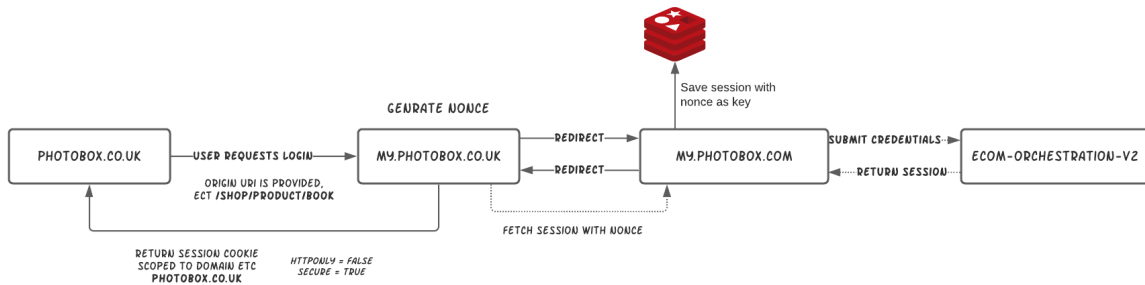 Save session with
nonce as key
GENRATE NONCE
PHOTOBOX.CO.UK
USER REQUESTS LOGIN
MY.PHOTOBOX.CO.UK
REDIRECT
REDIRECT
MY.PHOTOBOX.COM
SUBMIT CREDENTIALS
RETURN SESSION
ECOM-ORCHESTRATION-V2
ORIGIN URI IS PROVIDED,
ECT /SHOP/PRODUCT/BOOK
FETCH SESSION WITH NONCE
RETURN SESSION COOKIE
SCOPED TO DOMAIN ETC
PHOTOBOX.CO.UK
HTTPONLY = FALSE
SECURE = TRUE